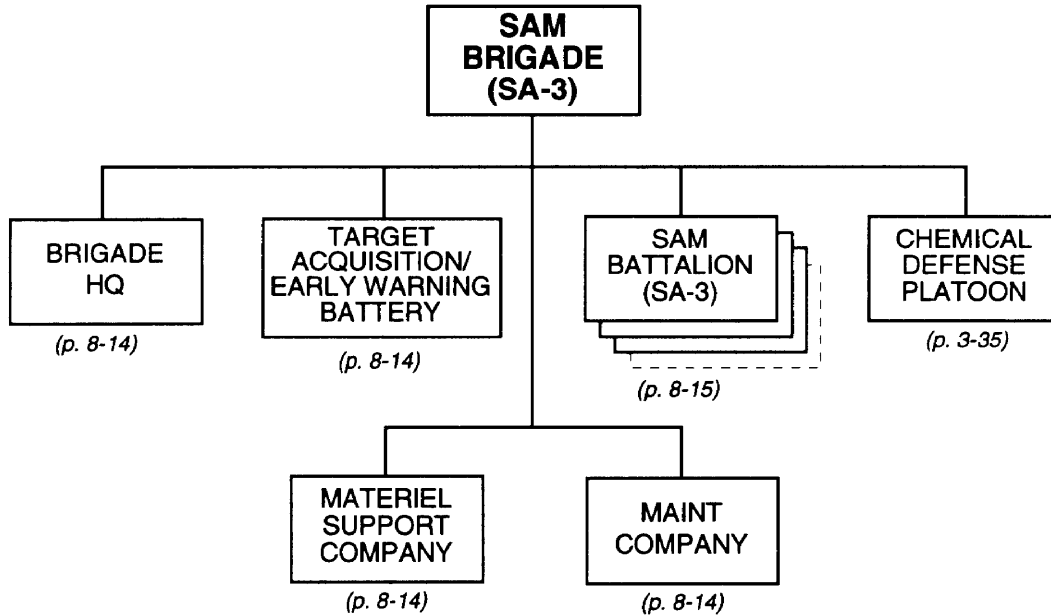 SAM
BRIGADE
(SA-3)
BRIGADE
HQ
(p. 8-14)
TARGET
ACQUISITION/
EARLY WARNING
BATTERY
(p. 8-14)
SAM
BATTALION
(SA-3)
(p. 8-15)
CHEMICAL
DEFENSE
PLATOON
(p. 3-35)
MATERIEL
SUPPORT
COMPANY
(p. 8-14)
MAINT
COMPANY
(p. 8-14)